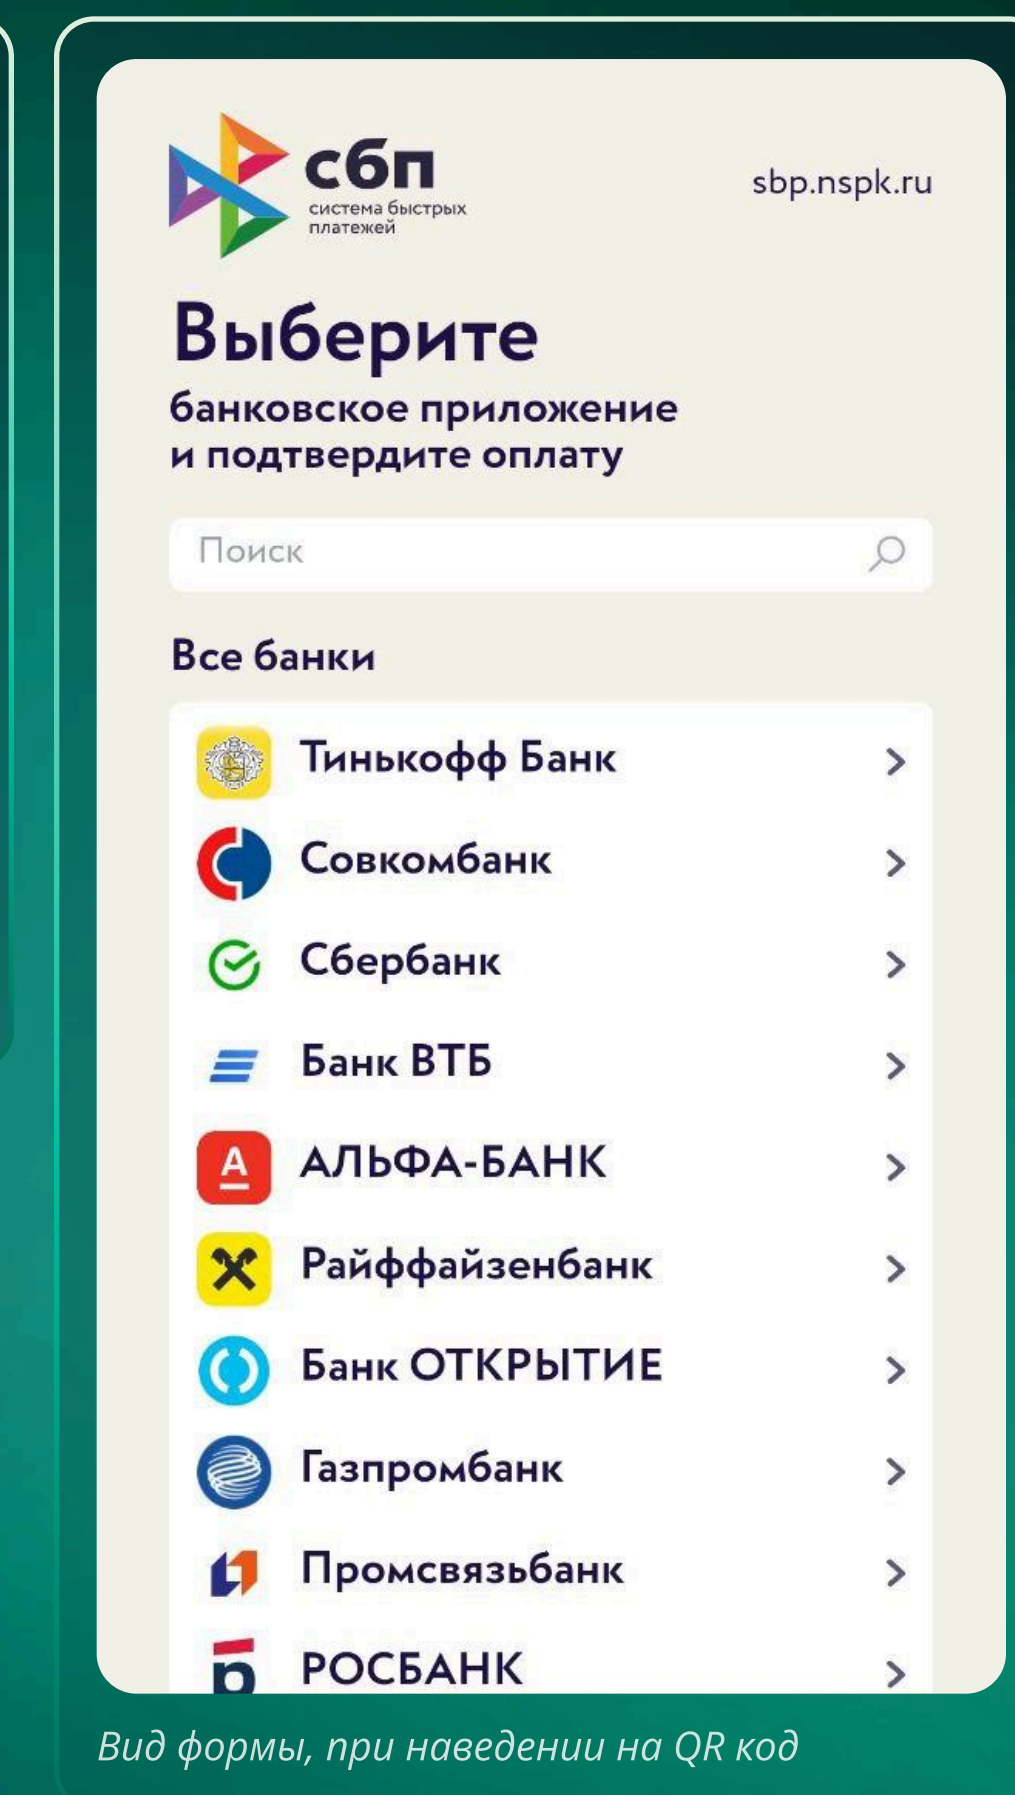 сбп
система быстрых
платежей
sbp.nspk.ru
Выберите
банковское приложение
и подтвердите оплату
Поиск
Все банки
Тинькофф Банк
Совкомбанк
Сбербанк
Банк ВТБ
А АЛЬФА-БАНК
Райффайзенбанк
Банк ОТКРЫТИЕ
Газпромбанк
Промсвязьбанк
РОСБАНК
Вид формы, при наведении на QR код